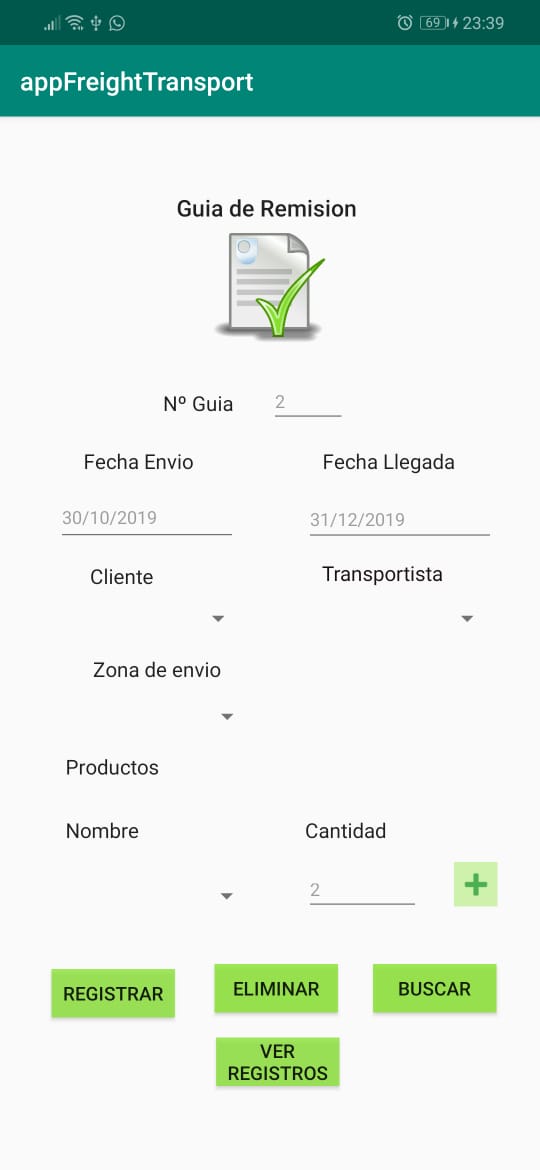 69 23:39
appFreightTransport
Guia de Remision
Nº Guia 2
Fecha Envio Fecha Llegada
30/10/2019 31/12/2019
Cliente Transportista
Zona de envio
Productos
Nombre Cantidad
2
REGISTRAR ELIMINAR BUSCAR
VER
REGISTROS